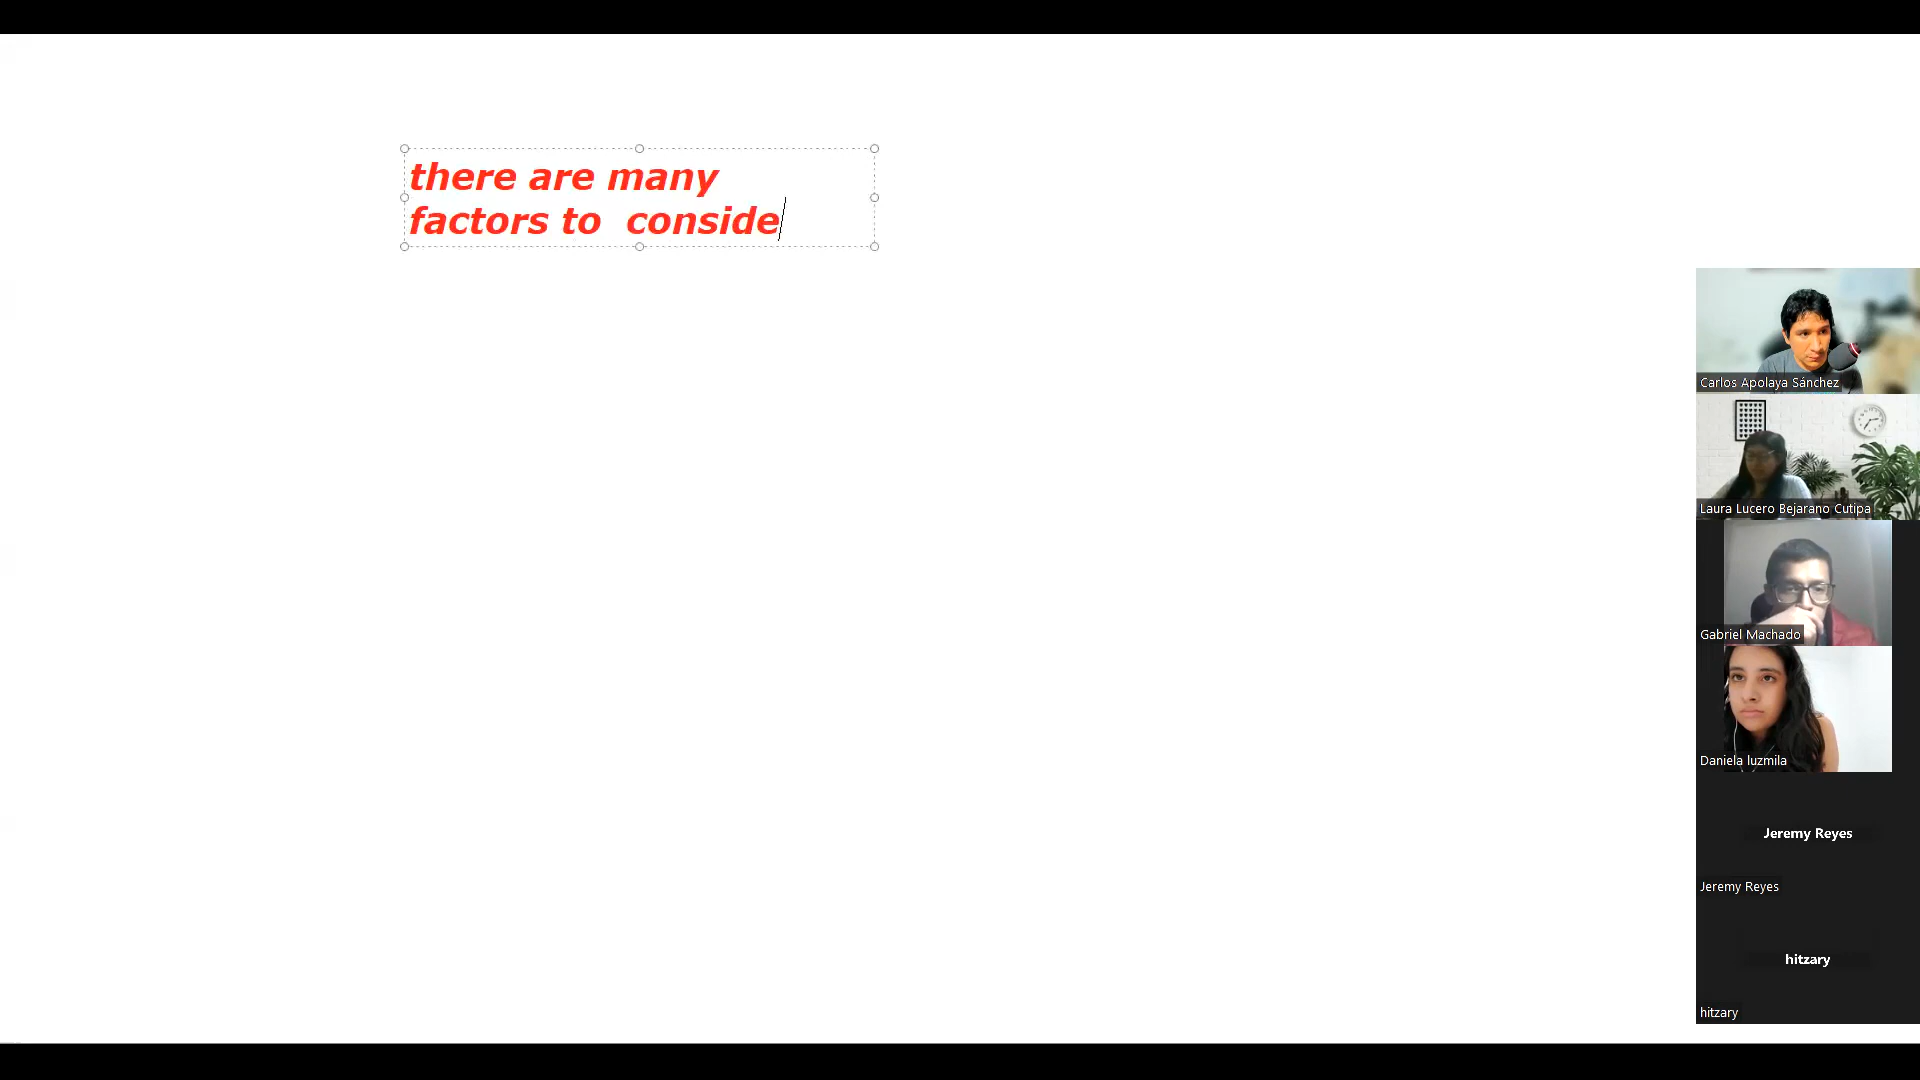 there are many
factors to  conside
Carlos Apolaya Sánchez
Laura Lucero Bejarano Cutipa
Gabriel Machado
Daniela luzmila
Jeremy Reyes
Jeremy Reyes
hitzary
hitzary